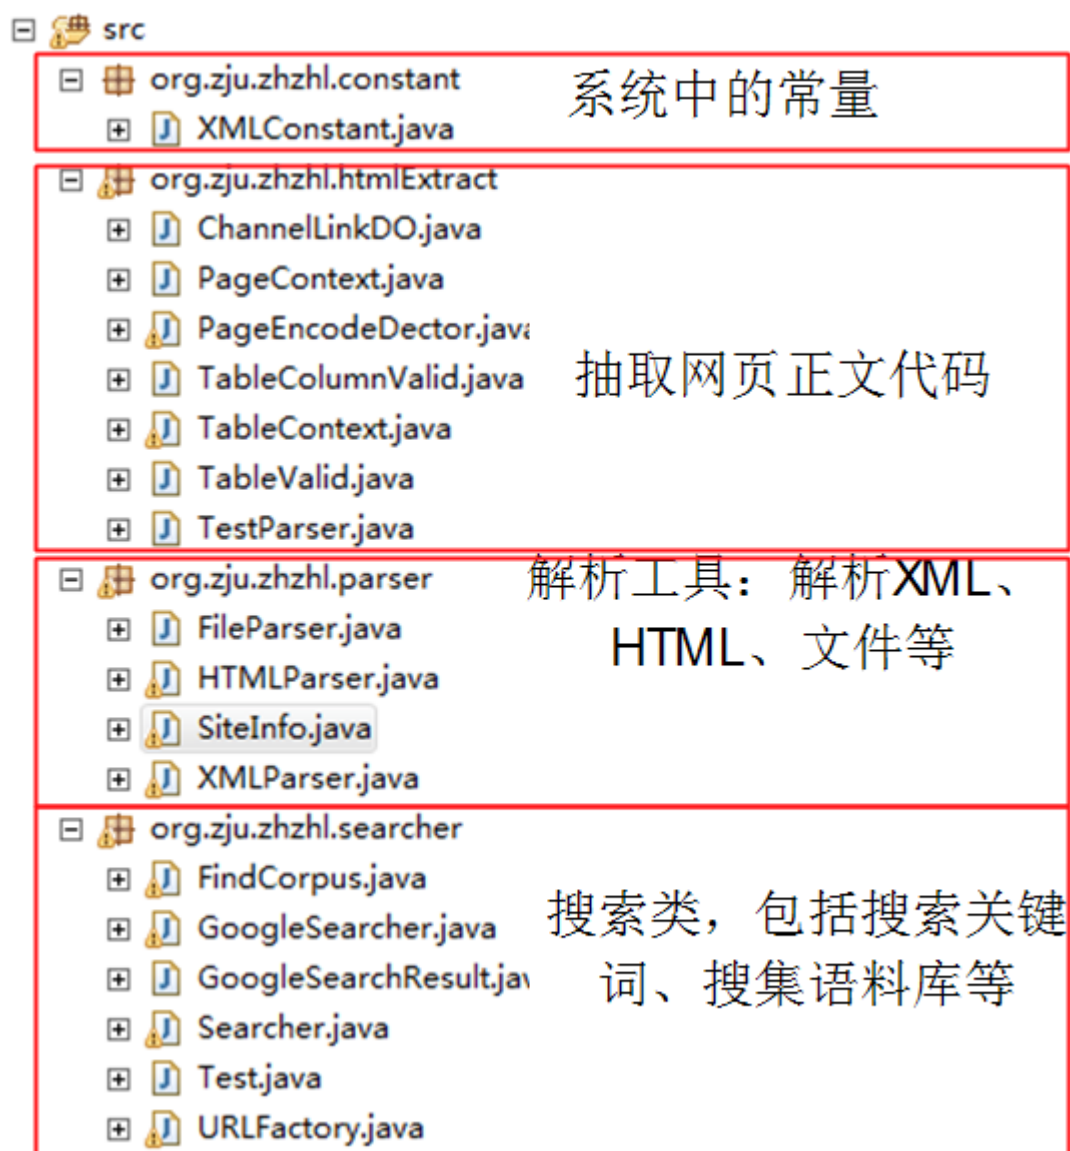 src
org.zju.zhzhl.constant
XMLConstant.java
系统中的常量
org.zju.zhzhl.htmlExtract
ChannelLinkDO.java
PageContext.java
PageEncodeDector.java
TableColumnValid.java
TableContext.java
TableValid.java
TestParser.java
抽取网页正文代码
org.zju.zhzhl.parser
FileParser.java
HTMLParser.java
SiteInfo.java
XMLParser.java
解析工具：解析XML、
HTML、文件等
org.zju.zhzhl.searcher
FindCorpus.java
GoogleSearcher.java
GoogleSearchResult.jav
Searcher.java
Test.java
URLFactory.java
搜索类，包括搜索关键
词、搜集语料库等